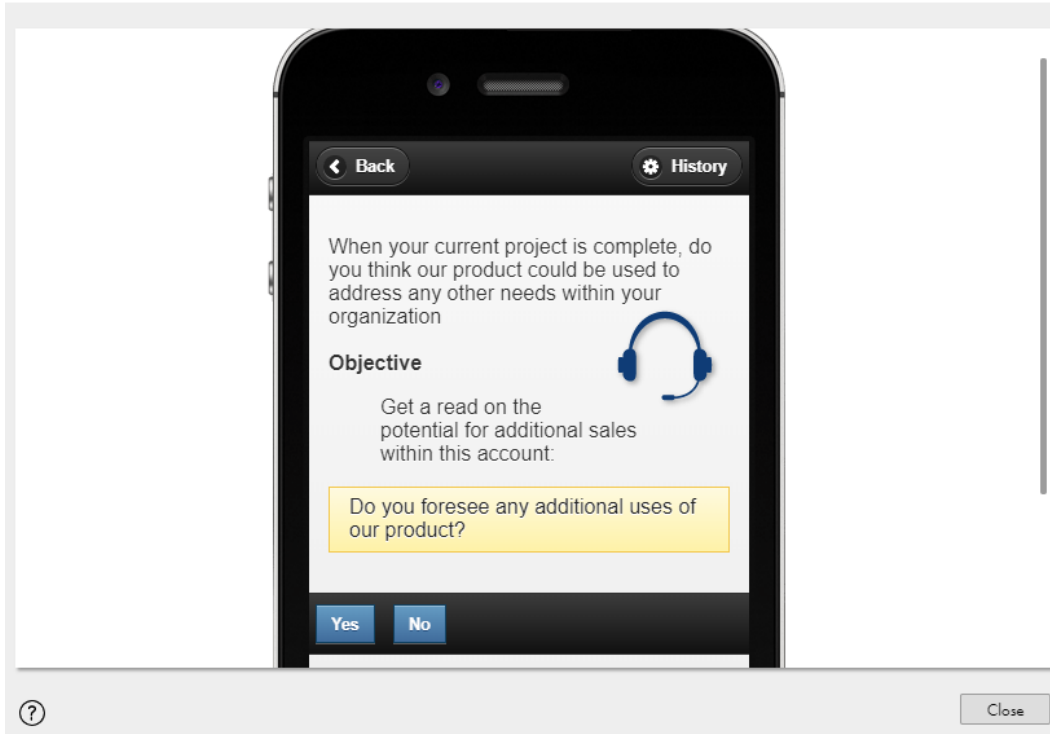 Back
History
When your current project is complete, do
you think our product could be used to
address any other needs within your
organization
Objective
Get a read on the
potential for additional sales
within this account:
Do you foresee any additional uses of
our product?
Yes
No
?
Close